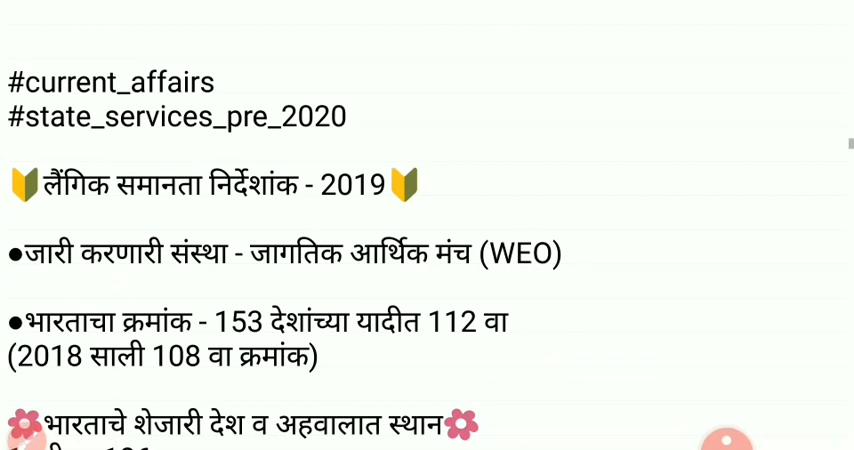 #current_affairs
#state_services_pre_2020
🔰लैंगिक समानता निर्देशांक - 2019🔰
●जारी करणारी संस्था - जागतिक आर्थिक मंच (WEO)
●भारताचा क्रमांक - 153 देशांच्या यादीत 112 वा
(2018 साली 108 वा क्रमांक)
🌸भारताचे शेजारी देश व अहवालात स्थान🌸